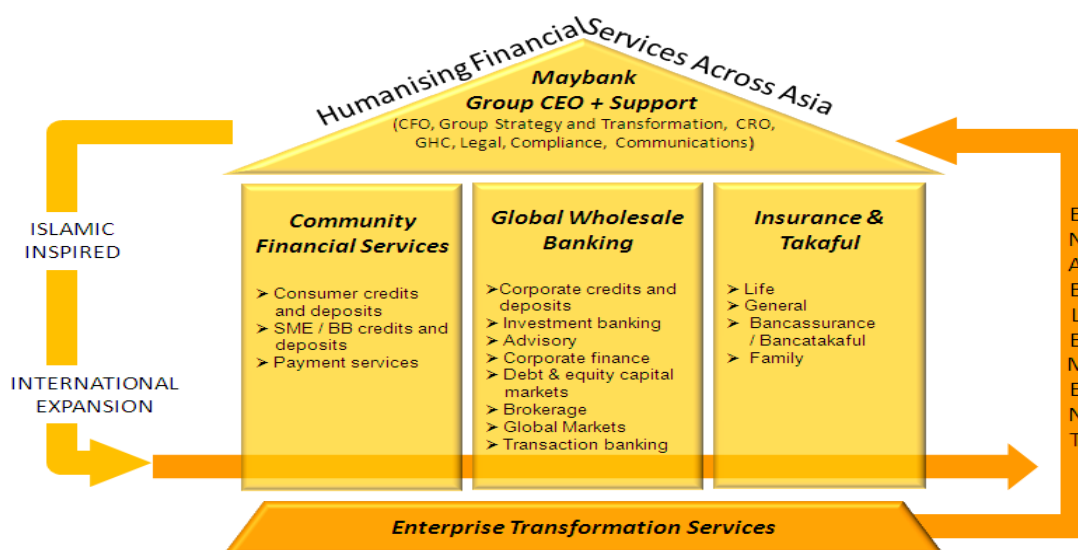 Humanising Financial Services Across Asia
Maybank
Group CEO + Support
(CFO, Group Strategy and Transformation, CRO,
GHC, Legal, Compliance, Communications)
ISLAMIC
INSPIRED
INTERNATIONAL
EXPANSION
Community
Financial Services
➤ Consumer credits
and deposits
➤ SME / BB credits and
deposits
➤ Payment services
Global Wholesale
Banking
➤Corporate credits and
deposits
➤ Investment banking
➤ Advisory
➤ Corporate finance
➤ Debt & equity capital
markets
➤ Brokerage
➤ Global Markets
➤ Transaction banking
Insurance &
Takaful
➤ Life
➤ General
➤ Bancassurance
/ Bancatakaful
➤ Family
E
N
A
B
L
E
M
E
N
T
Enterprise Transformation Services